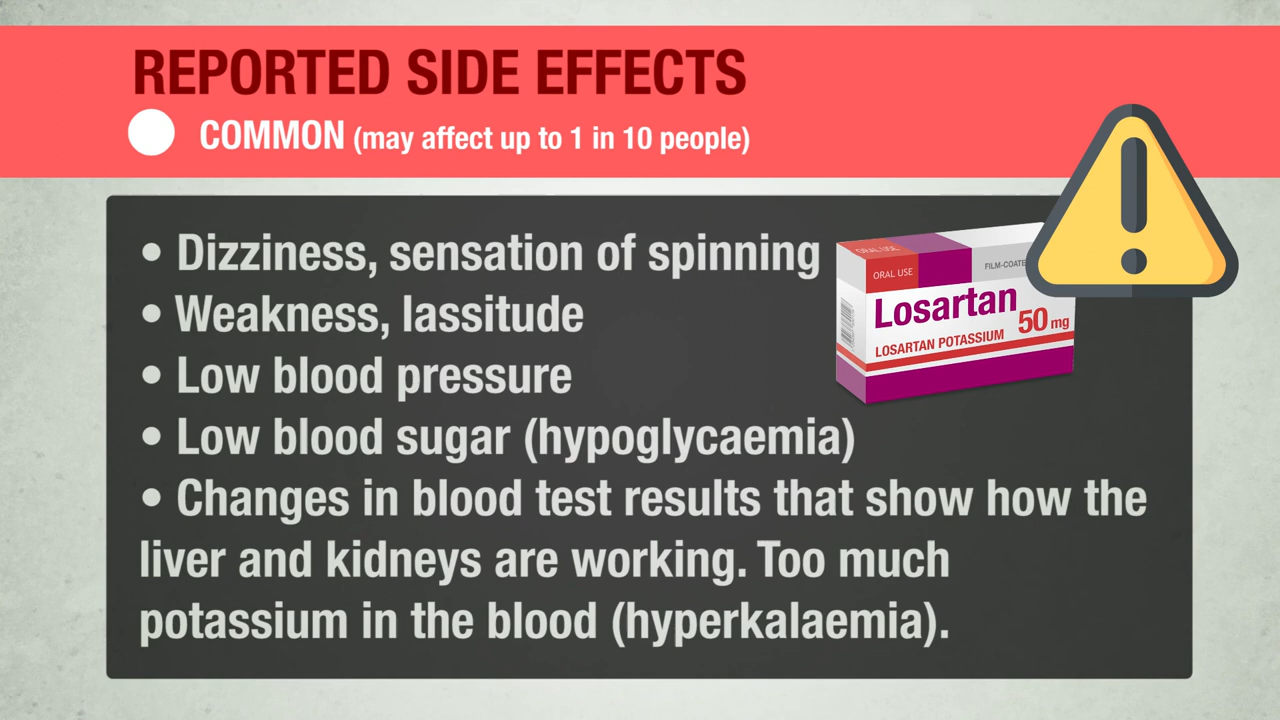 REPORTED SIDE EFFECTS
COMMON (may affect up to 1 in 10 people)
• Dizziness, sensation of spinning
• Weakness, lassitude
• Low blood pressure
• Low blood sugar (hypoglycaemia)
• Changes in blood test results that show how the
liver and kidneys are working. Too much
potassium in the blood (hyperkalaemia).
ORAL USE
ORAL USE
FILM-COATE
Losartan
50 mg
LOSARTAN POTASSIUM